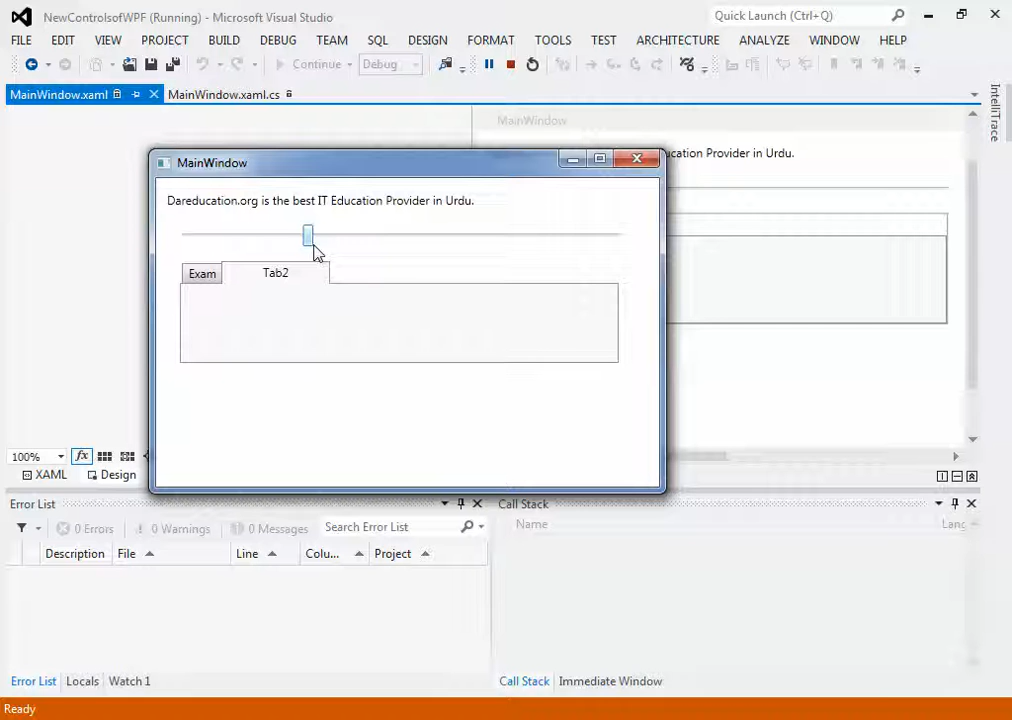 NewControlsofWPF (Running) - Microsoft Visual Studio
Quick Launch (Ctrl+Q)
FILE EDIT VIEW PROJECT BUILD DEBUG TEAM SQL DESIGN FORMAT TOOLS TEST ARCHITECTURE ANALYZE WINDOW HELP
Continue Debug
MainWindow.xaml MainWindow.xaml.cs
IntelliTrace
MainWindow
ucation Provider in Urdu.
MainWindow
Dareducation.org is the best IT Education Provider in Urdu.
Exam Tab2
100% fx
XAML Design
Error List
Call Stack
0 Errors 0 Warnings 0 Messages Search Error List
Name Lang
Description File Line Colu... Project
Error List Locals Watch 1
Call Stack Immediate Window
Ready